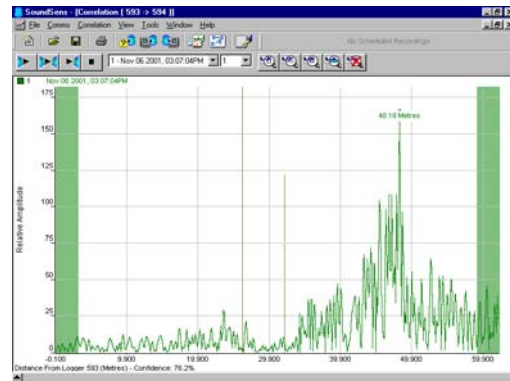 SoundSens - [Correlation [ 593 -> 594 ]]
File Comms Correlation View Tools Window Help
No Scheduled Recordings
1 - Nov 06 2001, 03:07:04PM 1
1 Nov 06 2001, 03:07:04PM
175
48.18 Metres
150
125
100
75
50
25
0
Relative Amplitude
-0.100 9.900 19.900 29.900 39.900 49.900 59.900
Distance From Logger 593 (Metres) - Confidence: 76.2%